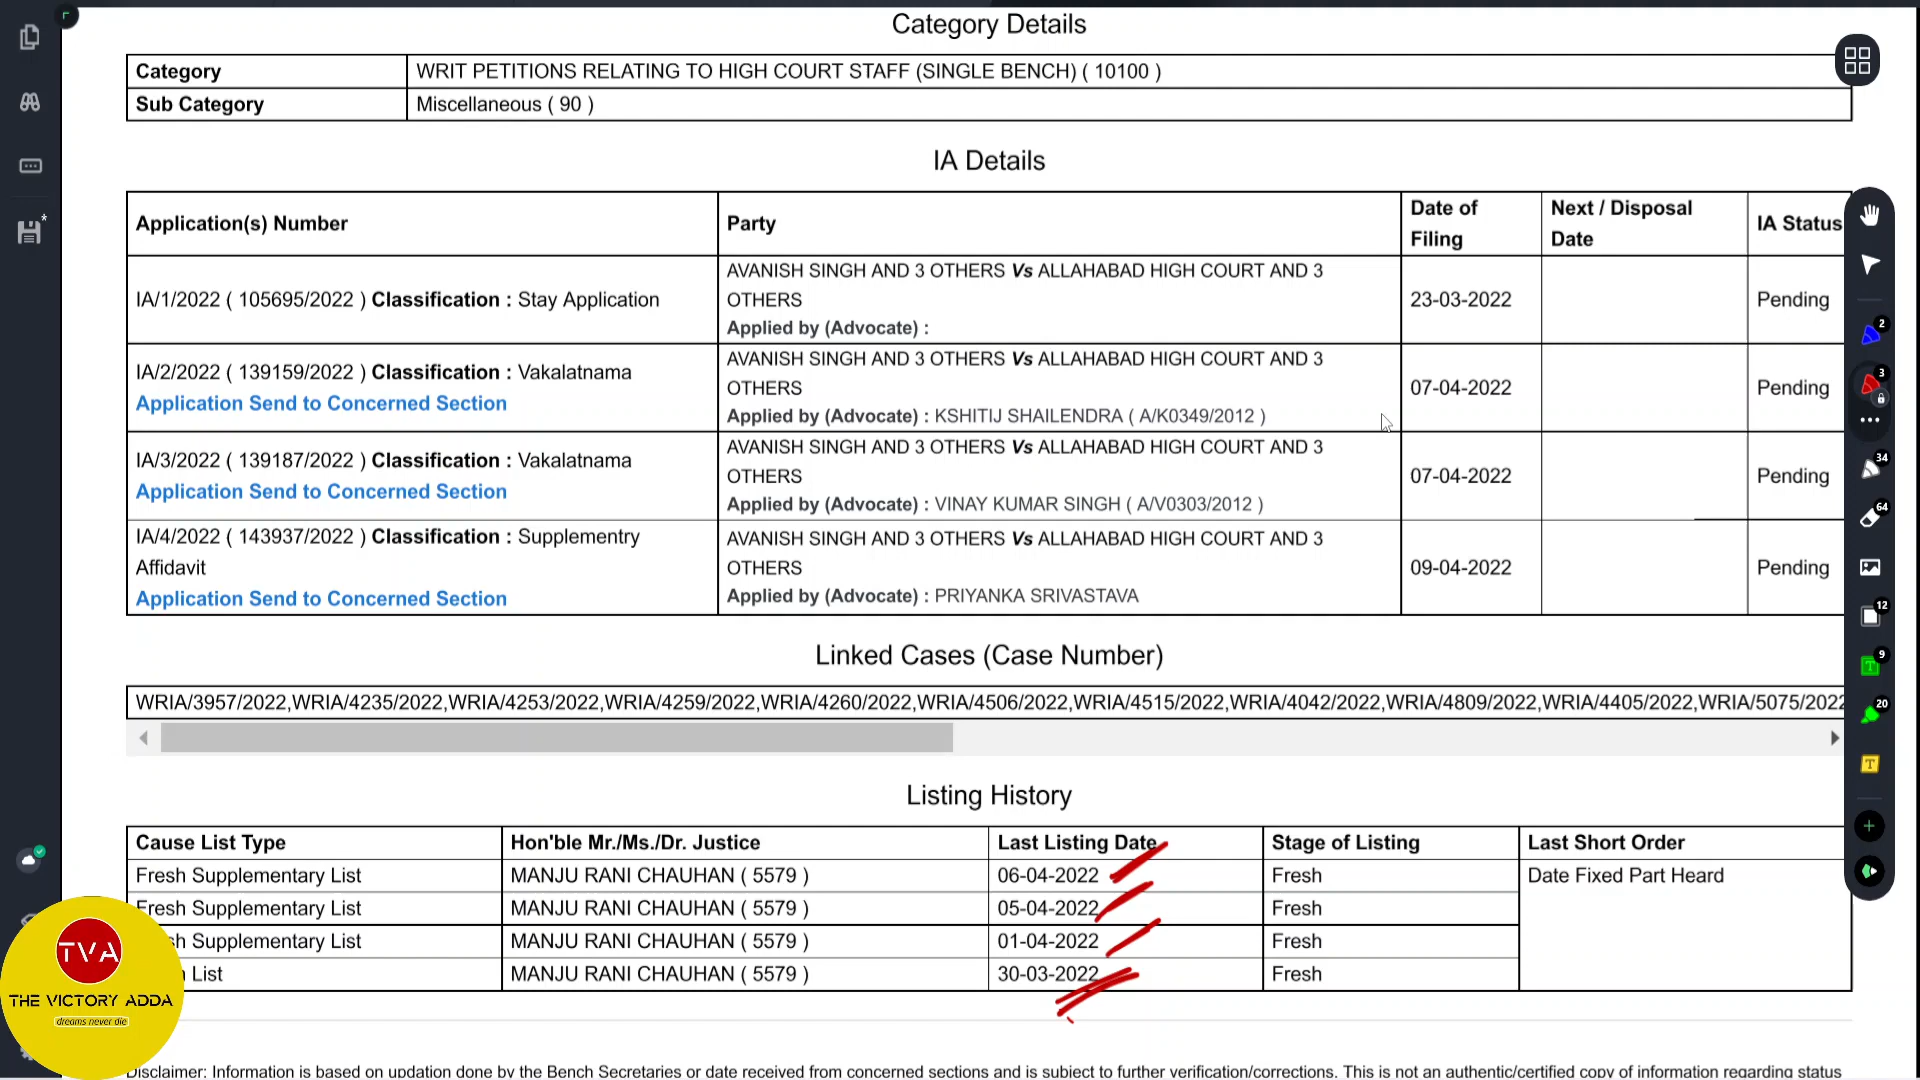 Category Details
Category WRIT PETITIONS RELATING TO HIGH COURT STAFF (SINGLE BENCH) ( 10100 )
Sub Category Miscellaneous ( 90 )
IA Details
Application(s) Number Party Date of Filing Next / Disposal Date IA Status
IA/1/2022 ( 105695/2022 ) Classification : Stay Application
AVANISH SINGH AND 3 OTHERS Vs ALLAHABAD HIGH COURT AND 3
OTHERS
Applied by (Advocate) :
23-03-2022
Pending
IA/2/2022 ( 139159/2022 ) Classification : Vakalatnama
Application Send to Concerned Section
AVANISH SINGH AND 3 OTHERS Vs ALLAHABAD HIGH COURT AND 3
OTHERS
Applied by (Advocate) : KSHITIJ SHAILENDRA ( A/K0349/2012 )
07-04-2022
Pending
IA/3/2022 ( 139187/2022 ) Classification : Vakalatnama
Application Send to Concerned Section
AVANISH SINGH AND 3 OTHERS Vs ALLAHABAD HIGH COURT AND 3
OTHERS
Applied by (Advocate) : VINAY KUMAR SINGH ( A/V0303/2012 )
07-04-2022
Pending
IA/4/2022 ( 143937/2022 ) Classification : Supplementry
Affidavit
Application Send to Concerned Section
AVANISH SINGH AND 3 OTHERS Vs ALLAHABAD HIGH COURT AND 3
OTHERS
Applied by (Advocate) : PRIYANKA SRIVASTAVA
09-04-2022
Pending
Linked Cases (Case Number)
WRIA/3957/2022,WRIA/4235/2022,WRIA/4253/2022,WRIA/4259/2022,WRIA/4260/2022,WRIA/4506/2022,WRIA/4515/2022,WRIA/4042/2022,WRIA/4809/2022,WRIA/4405/2022,WRIA/5075/2022
Listing History
Cause List Type Hon'ble Mr./Ms./Dr. Justice Last Listing Date Stage of Listing Last Short Order
Fresh Supplementary List MANJU RANI CHAUHAN ( 5579 ) 06-04-2022 Fresh Date Fixed Part Heard
Fresh Supplementary List MANJU RANI CHAUHAN ( 5579 ) 05-04-2022 Fresh
sh Supplementary List MANJU RANI CHAUHAN ( 5579 ) 01-04-2022 Fresh
List MANJU RANI CHAUHAN ( 5579 ) 30-03-2022 Fresh
Disclaimer: Information is based on updation done by the Bench Secretaries or date received from concerned sections and is subject to further verification/corrections. This is not an authentic/certified copy of information regarding status
TVA
THE VICTORY ADDA
dreams never die
2
3
34
64
12
T 9
20
T